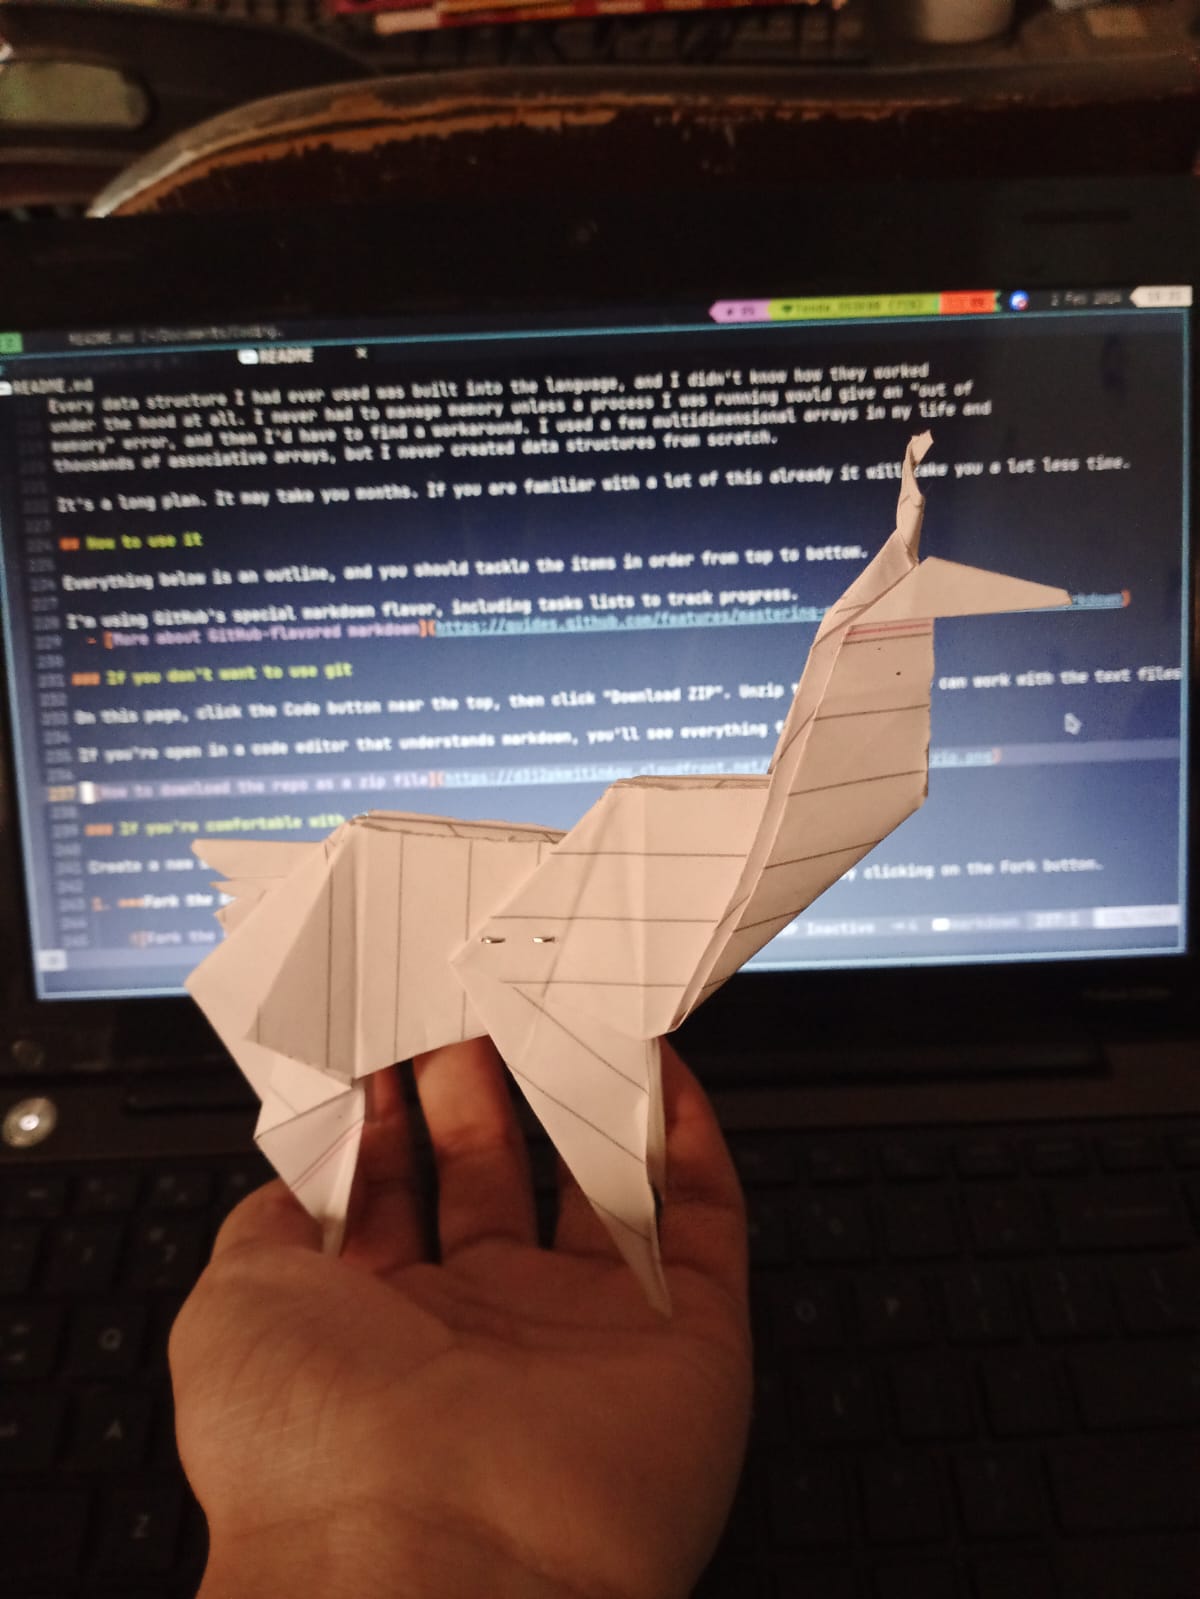 README.md
README
README.md
Every data structure I had ever used was built into the language, and I didn't know how they worked
under the hood at all. I never had to manage memory unless a process I was running would give an "out of
memory" error, and then I'd have to find a workaround. I used a few multidimensional arrays in my life and
thousands of associative arrays, but I never created data structures from scratch.
It's a long plan. It may take you months. If you are familiar with a lot of this already it will take you a lot less time.
## How to use it
Everything below is an outline, and you should tackle the items in order from top to bottom.
I'm using GitHub's special markdown flavor, including tasks lists to track progress.
- [More about GitHub-flavored markdown](https://guides.github.com/features/mastering-
### If you don't want to use git
On this page, click the Code button near the top, then click "Download ZIP". Unzip can work with the text files
If you're open in a code editor that understands markdown, you'll see everything
[How to download the repo as a zip file](
### If you're comfortable with
Create a new clicking on the Fork button.
1. Fork the
![Fork the
Inactive markdown